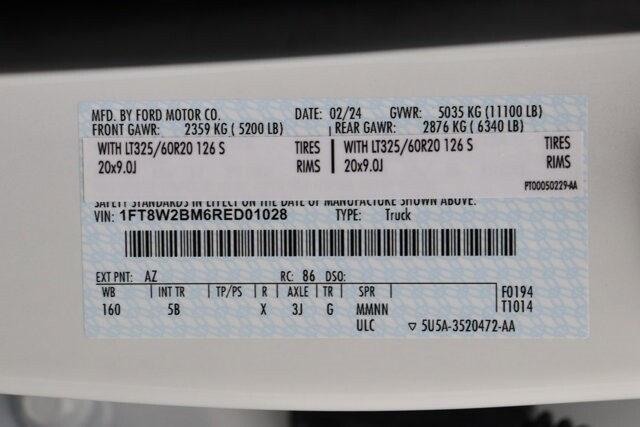 MFD. BY FORD MOTOR CO. DATE: 02/24 GVWR: 5035 KG (11100 LB)
FRONT GAWR: 2359 KG ( 5200 LB) REAR GAWR: 2876 KG ( 6340 LB)
WITH LT325/60R20 126 S TIRES WITH LT325/60R20 126 S TIRES
20x9.0J RIMS 20x9.0J RIMS
PT00050229-AA
SAFETY STANDARDS IN EFFECT ON THE DATE OF MANUFACTURE SHOWN ABOVE.
VIN: 1FT8W2BM6RED01028 TYPE: Truck
EXT PNT: AZ RC: 86 DSO:
WB | INT TR | TP/PS | R | AXLE | TR | SPR F0194
160 5B X 3J G MMNN T1014
ULC ▽ 5U5A-3520472-AA